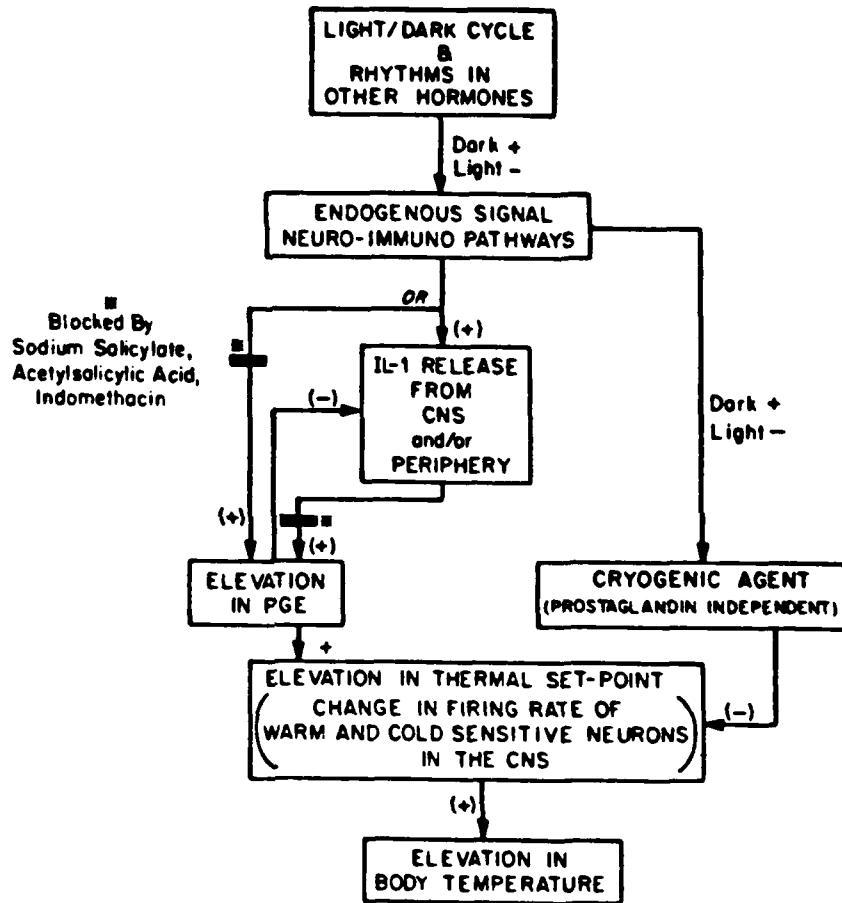 LIGHT/DARK CYCLE
&
RHYTHMS IN
OTHER HORMONES
Dark +
Light -
ENDOGENOUS SIGNAL
NEURO-IMMUNO PATHWAYS
OR
(+)
Blocked By
Sodium Salicylate,
Acetylsalicylic Acid,
Indomethacin
IL-1 RELEASE
FROM
CNS
and/or
PERIPHERY
(-)
Dark +
Light -
(+)
(+)
ELEVATION
IN PGE
CRYOGENIC AGENT
(PROSTAGLANDIN INDEPENDENT)
+
ELEVATION IN THERMAL SET-POINT
(CHANGE IN FIRING RATE OF
WARM AND COLD SENSITIVE NEURONS
IN THE CNS)
(-)
(+)
ELEVATION IN
BODY TEMPERATURE